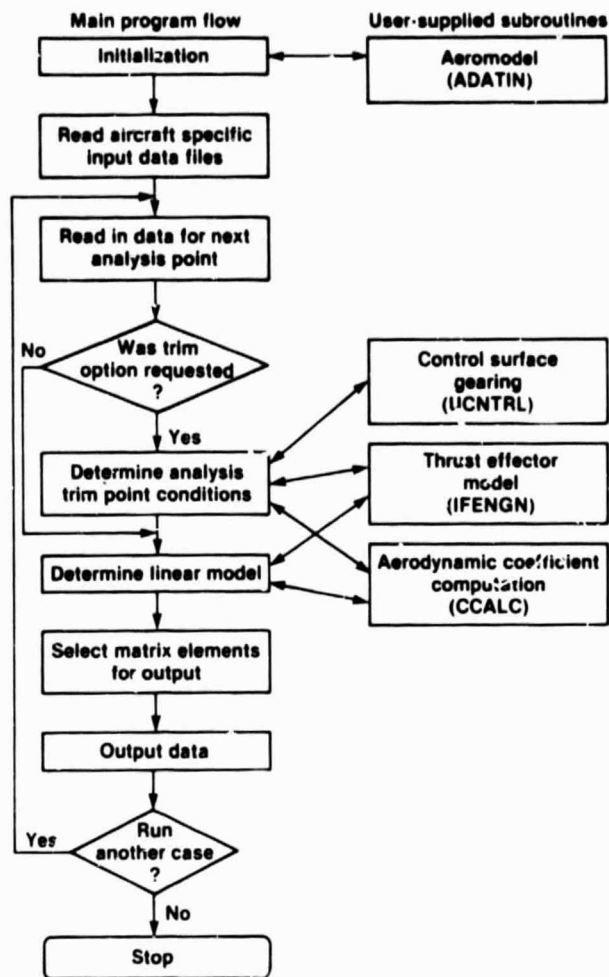 Main program flow
User-supplied subroutines
Initialization
Aeromodel
(ADATIN)
Read aircraft specific
input data files
Read in data for next
analysis point
No
Was trim
option requested
?
Yes
Control surface
gearing
(UCNTRL)
Determine analysis
trim point conditions
Thrust effector
model
(IFENGN)
Determine linear model
Aerodynamic coefficient
computation
(CCALC)
Select matrix elements
for output
Output data
Yes
Run
another case
?
No
Stop